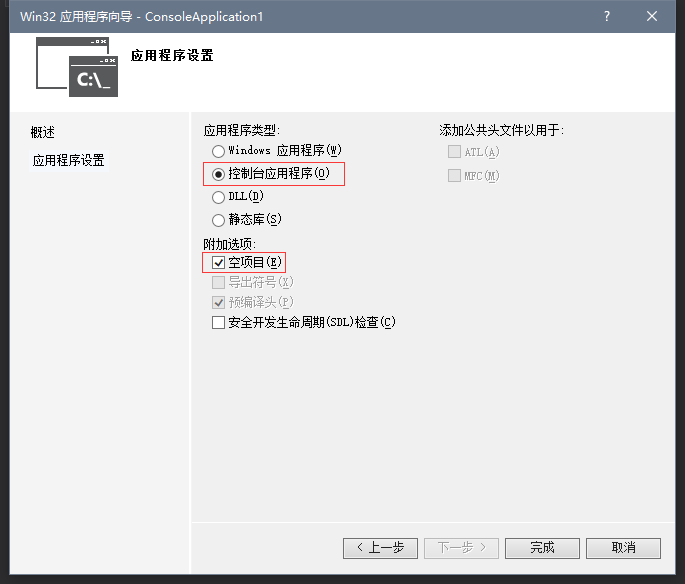 Win32 应用程序向导 - ConsoleApplication1
?
C:\_
应用程序设置
概述
应用程序设置
应用程序类型:
Windows 应用程序(W)
控制台应用程序(O)
DLL(D)
静态库(S)
附加选项:
空项目(E)
导出符号(X)
预编译头(P)
安全开发生命周期(SDL)检查(C)
添加公共头文件以用于:
ATL(A)
MFC(M)
< 上一步
下一步 >
完成
取消